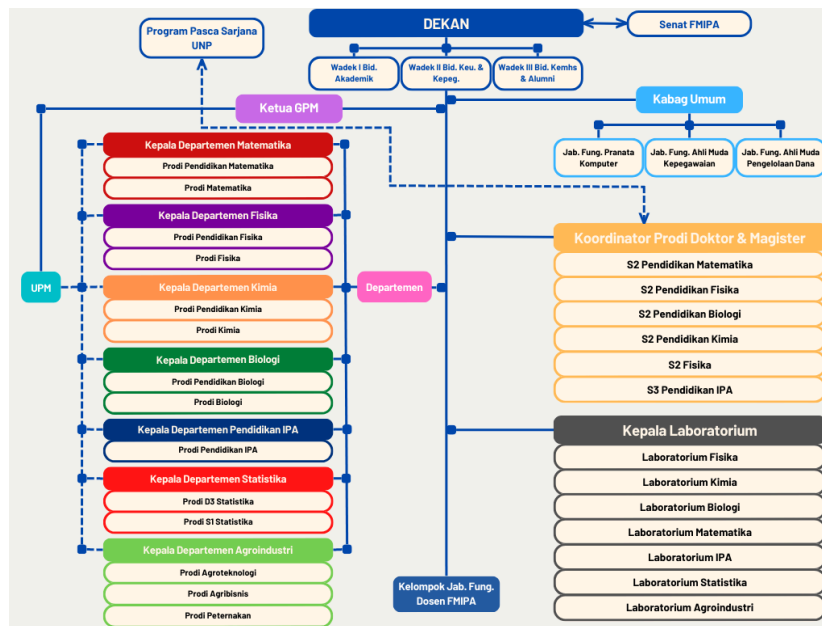 DEKAN
Senat FMIPA
Program Pasca Sarjana
UNP
Wadek I Bid.
Akademik
Wadek II Bid. Keu. &
Kepeg.
Wadek III Bid. Kemhs
& Alumni
Ketua GPM
Kabag Umum
Jab. Fung. Pranata
Komputer
Jab. Fung. Ahli Muda
Kepegawaian
Jab. Fung. Ahli Muda
Pengelolaan Dana
UPM
Kepala Departemen Matematika
Prodi Pendidikan Matematika
Prodi Matematika
Kepala Departemen Fisika
Prodi Pendidikan Fisika
Prodi Fisika
Kepala Departemen Kimia
Prodi Pendidikan Kimia
Prodi Kimia
Kepala Departemen Biologi
Prodi Pendidikan Biologi
Prodi Biologi
Kepala Departemen Pendidikan IPA
Prodi Pendidikan IPA
Kepala Departemen Statistika
Prodi D3 Statistika
Prodi S1 Statistika
Kepala Departemen Agroindustri
Prodi Agroteknologi
Prodi Agribisnis
Prodi Peternakan
Departemen
Koordinator Prodi Doktor & Magister
S2 Pendidikan Matematika
S2 Pendidikan Fisika
S2 Pendidikan Biologi
S2 Pendidikan Kimia
S2 Fisika
S3 Pendidikan IPA
Kepala Laboratorium
Laboratorium Fisika
Laboratorium Kimia
Laboratorium Biologi
Laboratorium Matematika
Laboratorium IPA
Laboratorium Statistika
Laboratorium Agroindustri
Kelompok Jab. Fung.
Dosen FMIPA